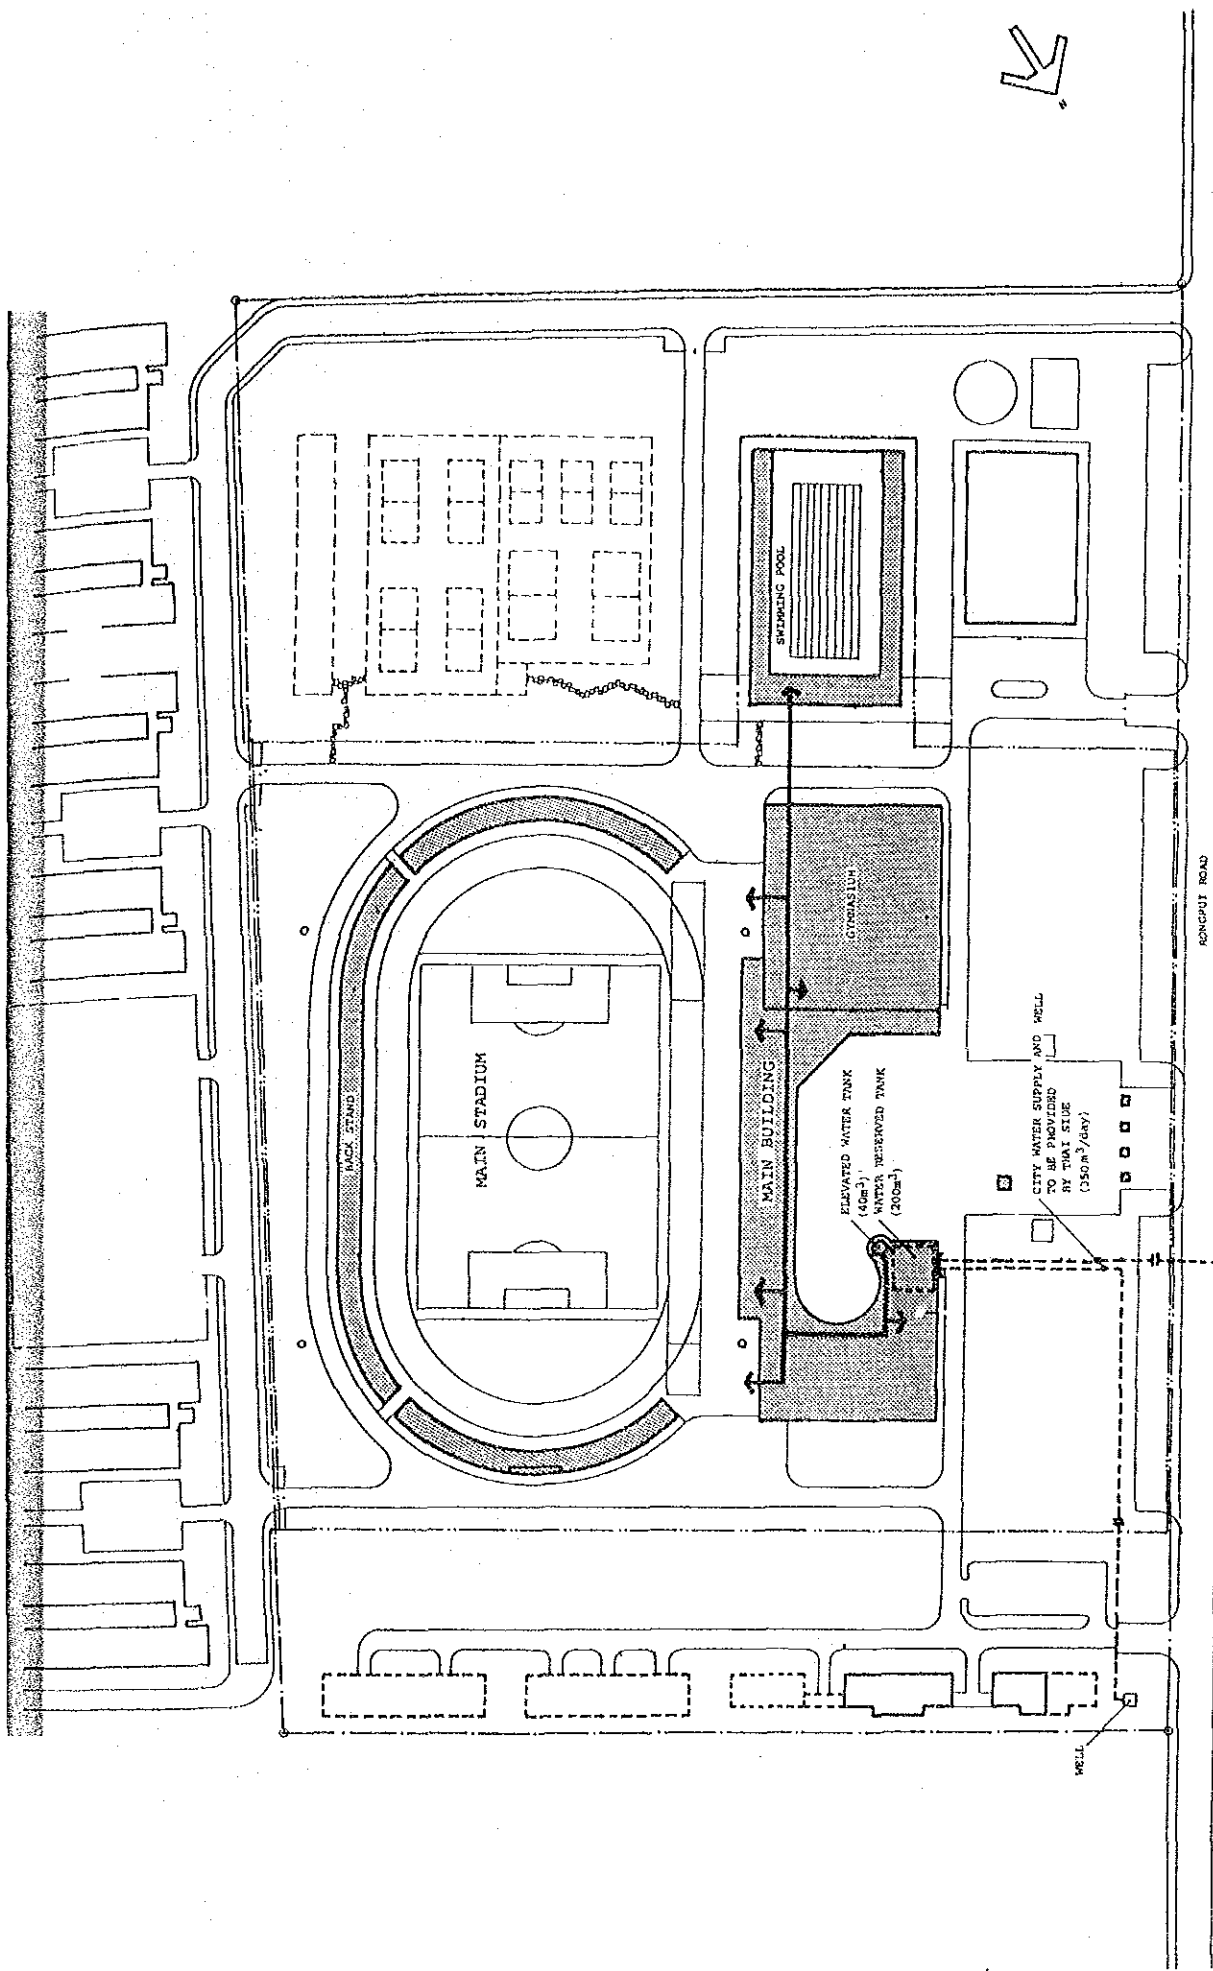 SWIMMING POOL
GYMNASIUM
BACK STAND
MAIN STADIUM
MAIN BUILDING
ELEVATED WATER TANK
(40m³)
WATER RESERVED TANK
(200m³)
CITY WATER SUPPLY AND WELL
TO BE PROVIDED
BY THAI SIDE
(350m³/day)
WELL
ROAD